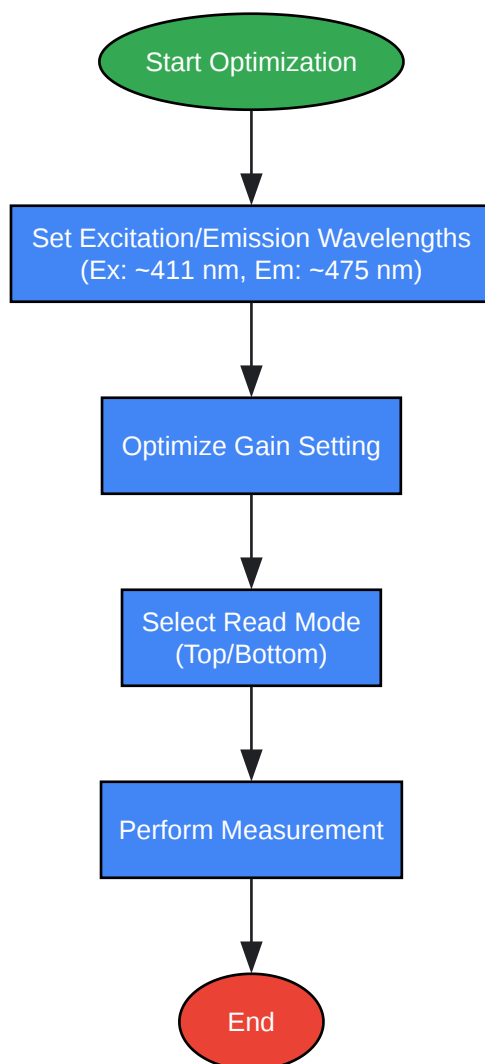 Start Optimization
Set Excitation/Emission Wavelengths
(Ex: ~411 nm, Em: ~475 nm)
Optimize Gain Setting
Select Read Mode
(Top/Bottom)
Perform Measurement
End